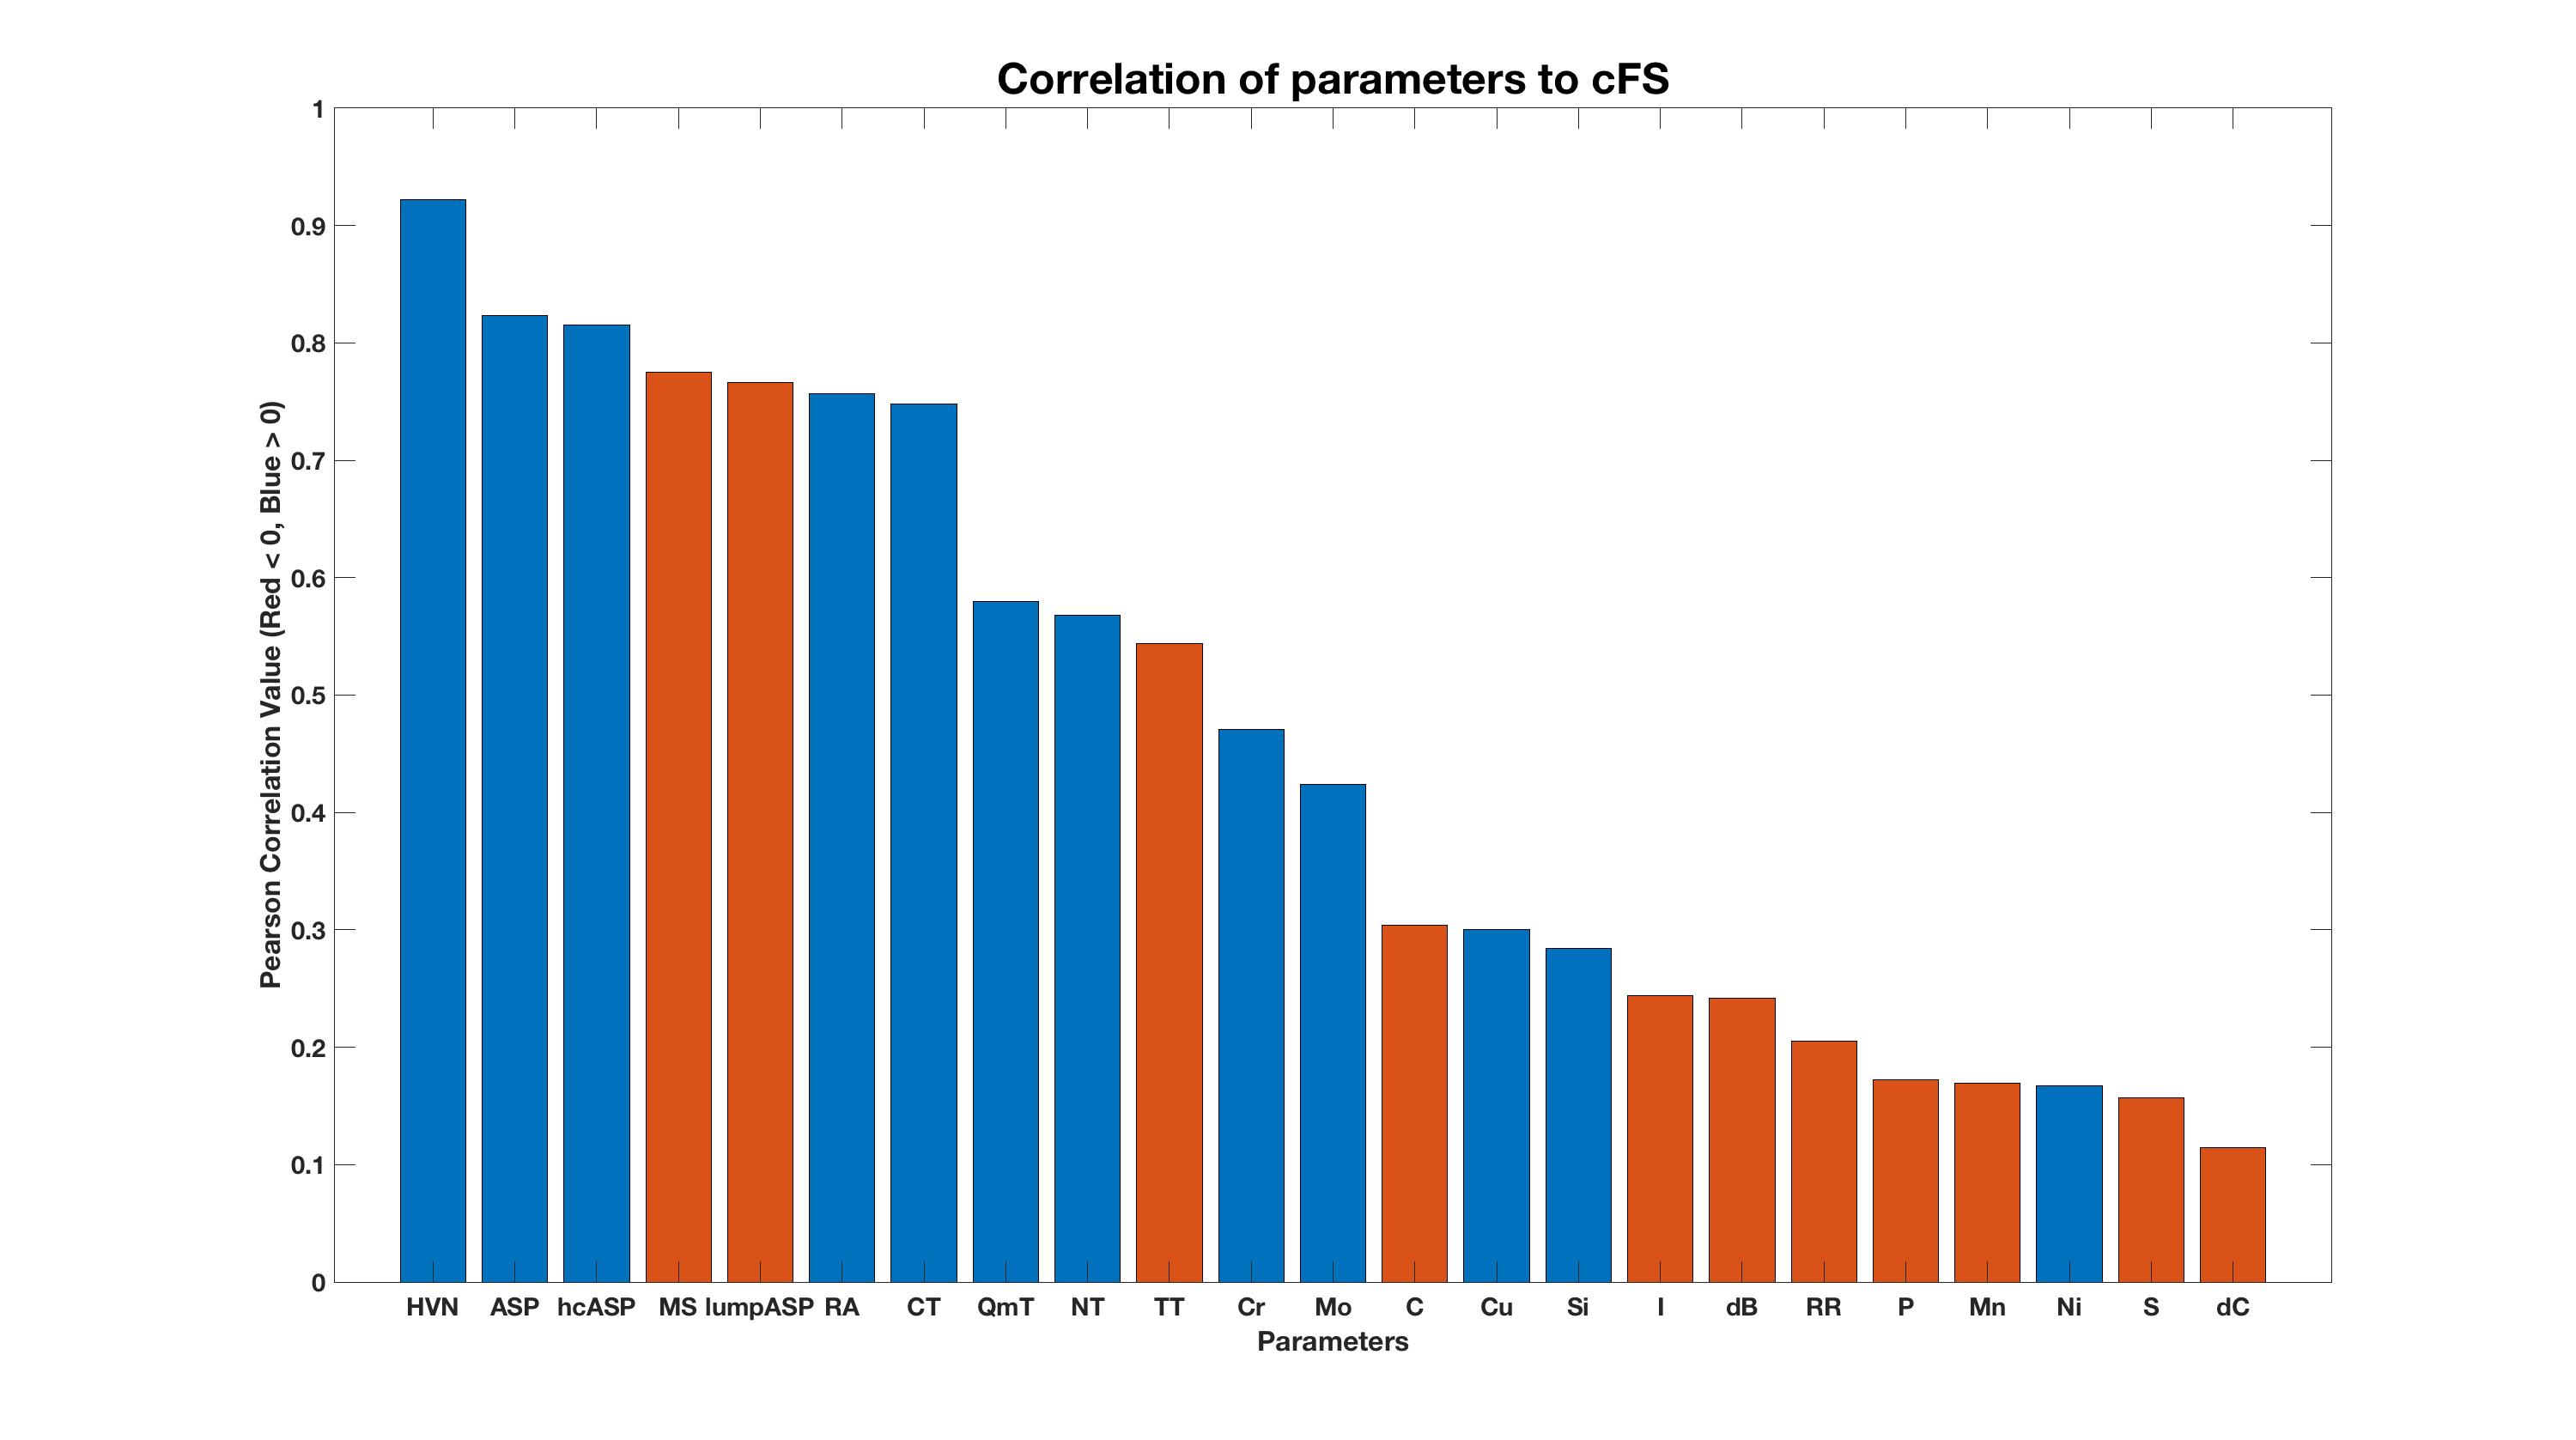 Correlation of parameters to cFS
Pearson Correlation Value (Red < 0, Blue > 0)
1
0.9
0.8
0.7
0.6
0.5
0.4
0.3
0.2
0.1
0
HVN ASP hcASP MS lumpASP RA CT QmT NT TT Cr Mo C Cu Si I dB RR P Mn Ni S dC
Parameters